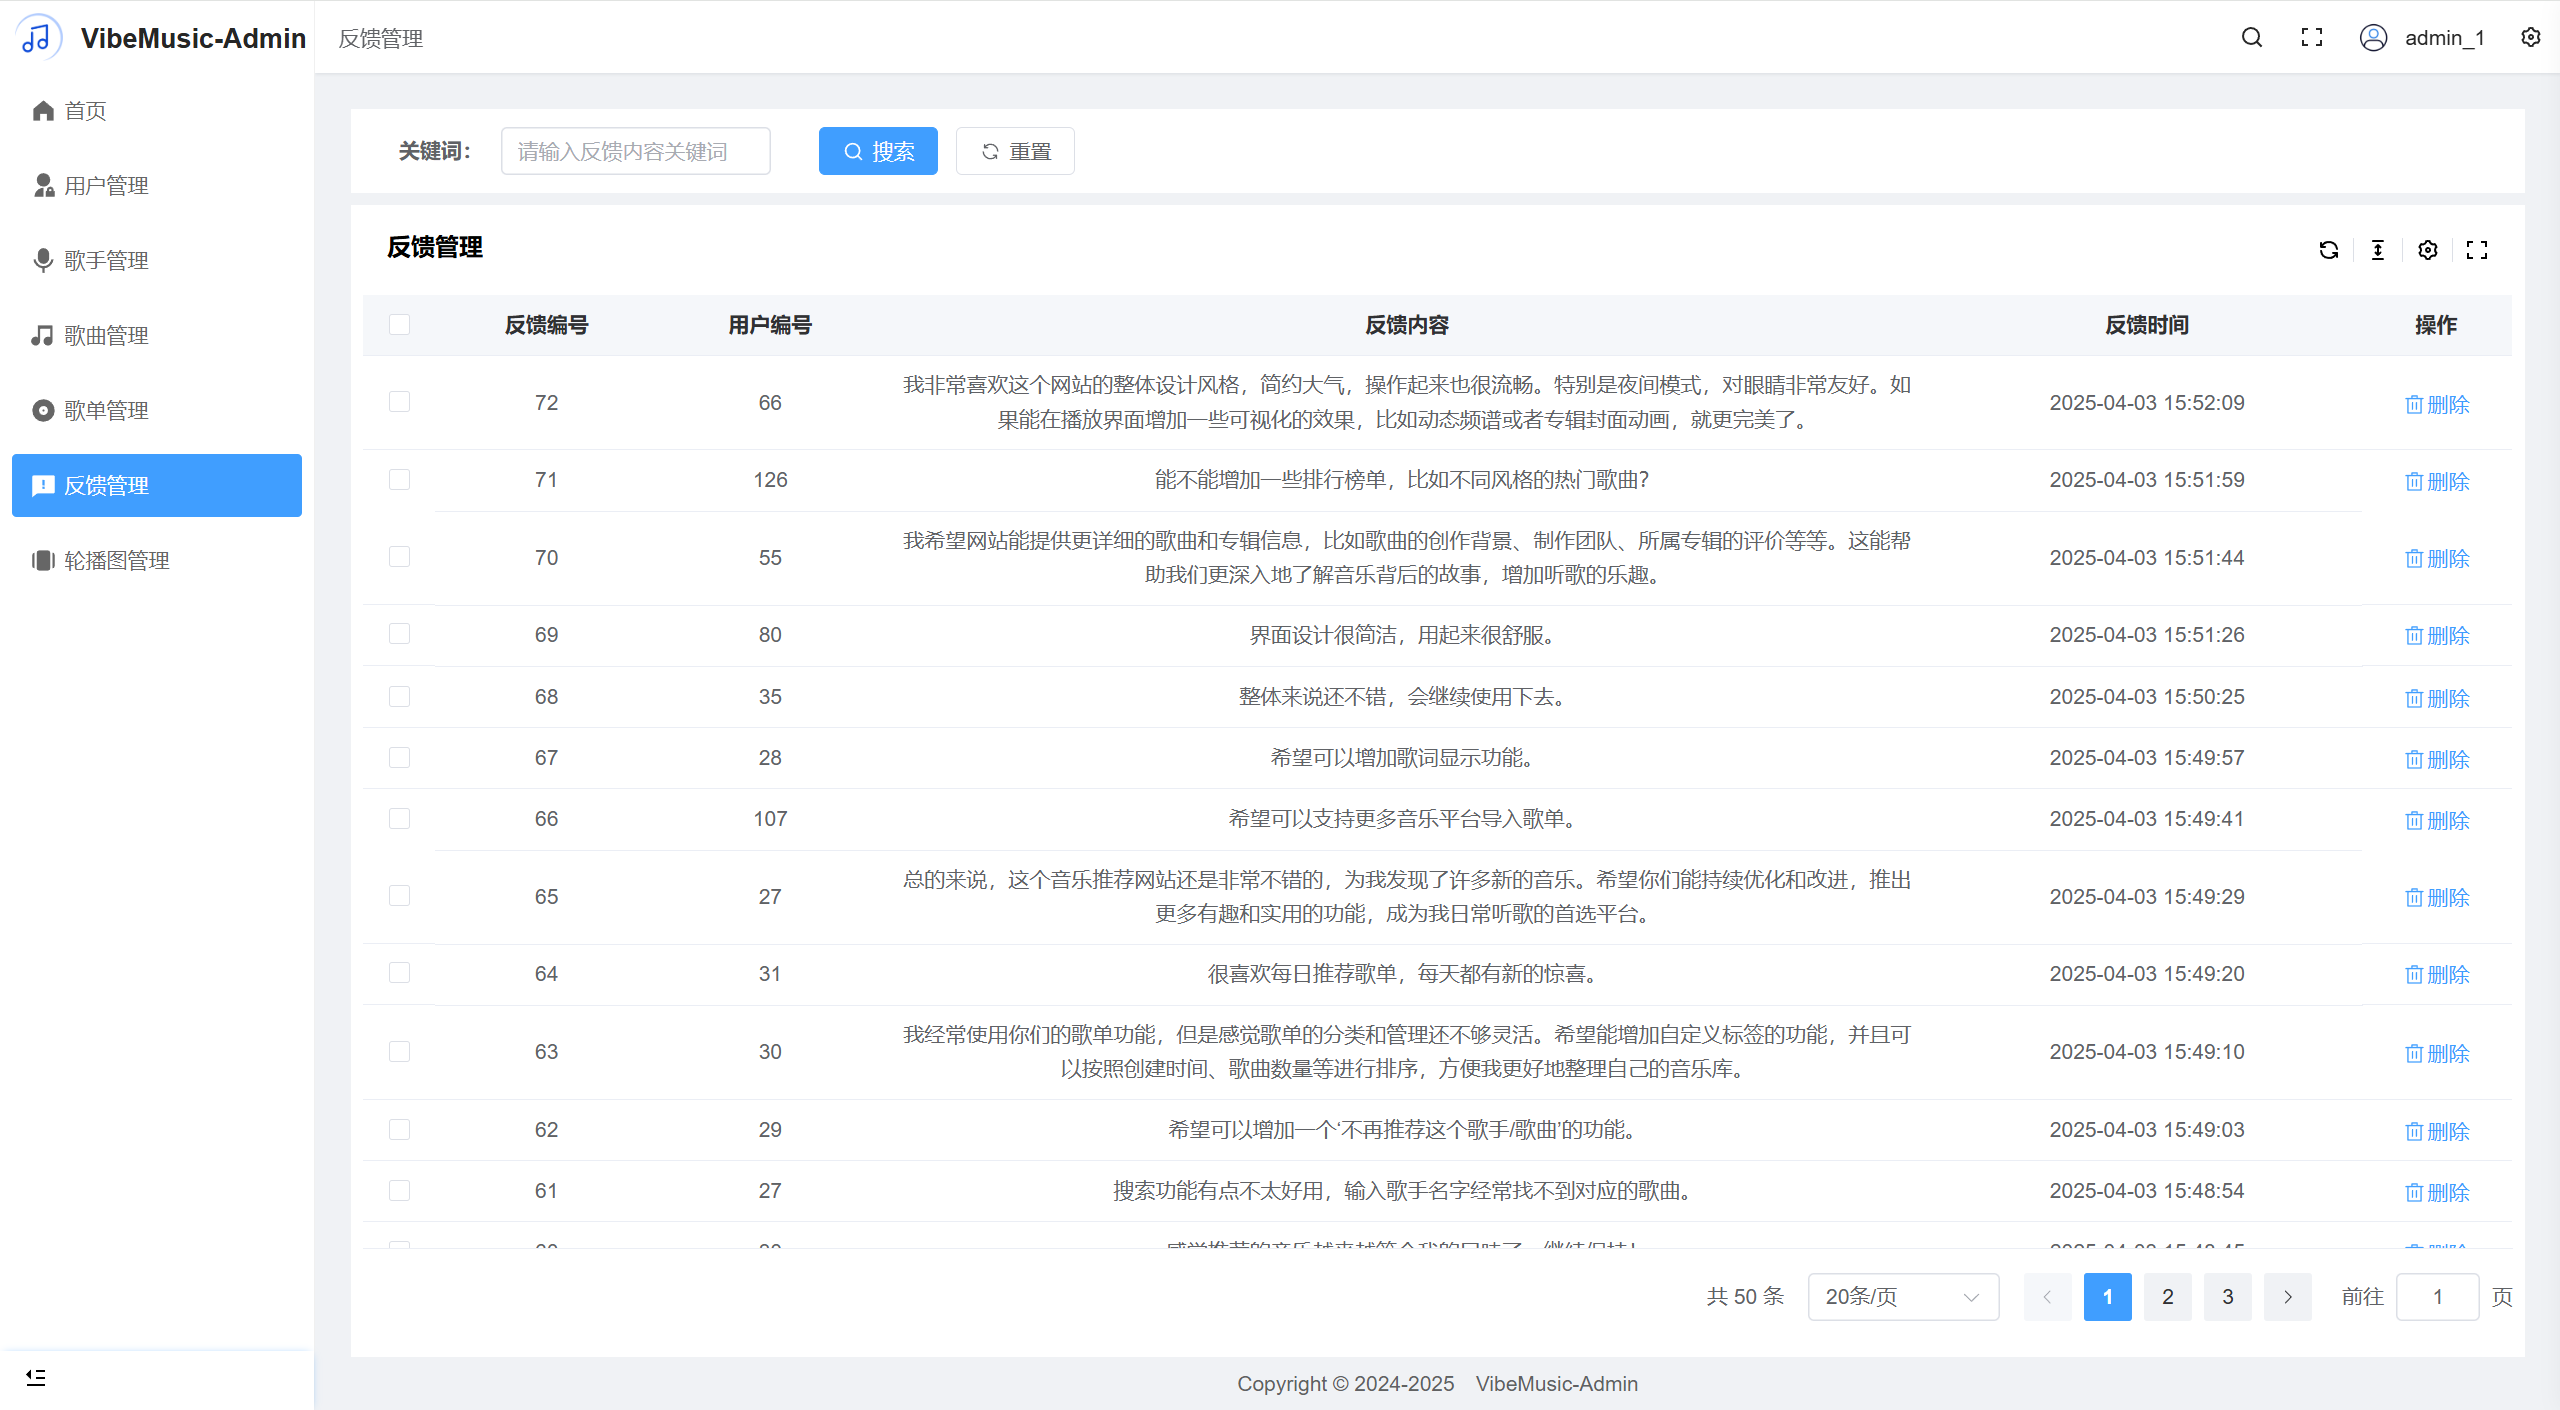 VibeMusic-Admin
反馈管理
admin_1
首页
用户管理
歌手管理
歌曲管理
歌单管理
反馈管理
轮播图管理
关键词：
请输入反馈内容关键词
搜索
重置
反馈管理
反馈编号 用户编号 反馈内容 反馈时间 操作
72 66 我非常喜欢这个网站的整体设计风格，简约大气，操作起来也很流畅。特别是夜间模式，对眼睛非常友好。如
果能在播放界面增加一些可视化的效果，比如动态频谱或者专辑封面动画，就更完美了。 2025-04-03 15:52:09 删除
71 126 能不能增加一些排行榜单，比如不同风格的热门歌曲？ 2025-04-03 15:51:59 删除
70 55 我希望网站能提供更详细的歌曲和专辑信息，比如歌曲的创作背景、制作团队、所属专辑的评价等等。这能帮
助我们更深入地了解音乐背后的故事，增加听歌的乐趣。 2025-04-03 15:51:44 删除
69 80 界面设计很简洁，用起来很舒服。 2025-04-03 15:51:26 删除
68 35 整体来说还不错，会继续使用下去。 2025-04-03 15:50:25 删除
67 28 希望可以增加歌词显示功能。 2025-04-03 15:49:57 删除
66 107 希望可以支持更多音乐平台导入歌单。 2025-04-03 15:49:41 删除
65 27 总的来说，这个音乐推荐网站还是非常不错的，为我发现了许多新的音乐。希望你们能持续优化和改进，推出
更多有趣和实用的功能，成为我日常听歌的首选平台。 2025-04-03 15:49:29 删除
64 31 很喜欢每日推荐歌单，每天都有新的惊喜。 2025-04-03 15:49:20 删除
63 30 我经常使用你们的歌单功能，但是感觉歌单的分类和管理还不够灵活。希望能增加自定义标签的功能，并且可
以按照创建时间、歌曲数量等进行排序，方便我更好地整理自己的音乐库。 2025-04-03 15:49:10 删除
62 29 希望可以增加一个‘不再推荐这个歌手/歌曲’的功能。 2025-04-03 15:49:03 删除
61 27 搜索功能有点不太好用，输入歌手名字经常找不到对应的歌曲。 2025-04-03 15:48:54 删除
共 50 条 20条/页 1 2 3 前往 1 页
Copyright © 2024-2025 VibeMusic-Admin